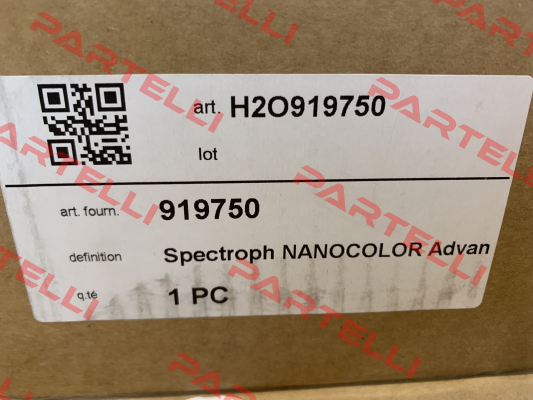 art. H2O919750
lot
art. fourn. 919750
definition Spectroph NANOCOLOR Advan
q.té 1 PC
PARTELLI
PARTELLI
PARTELLI
PARTELLI
PARTELLI
PARTELLI